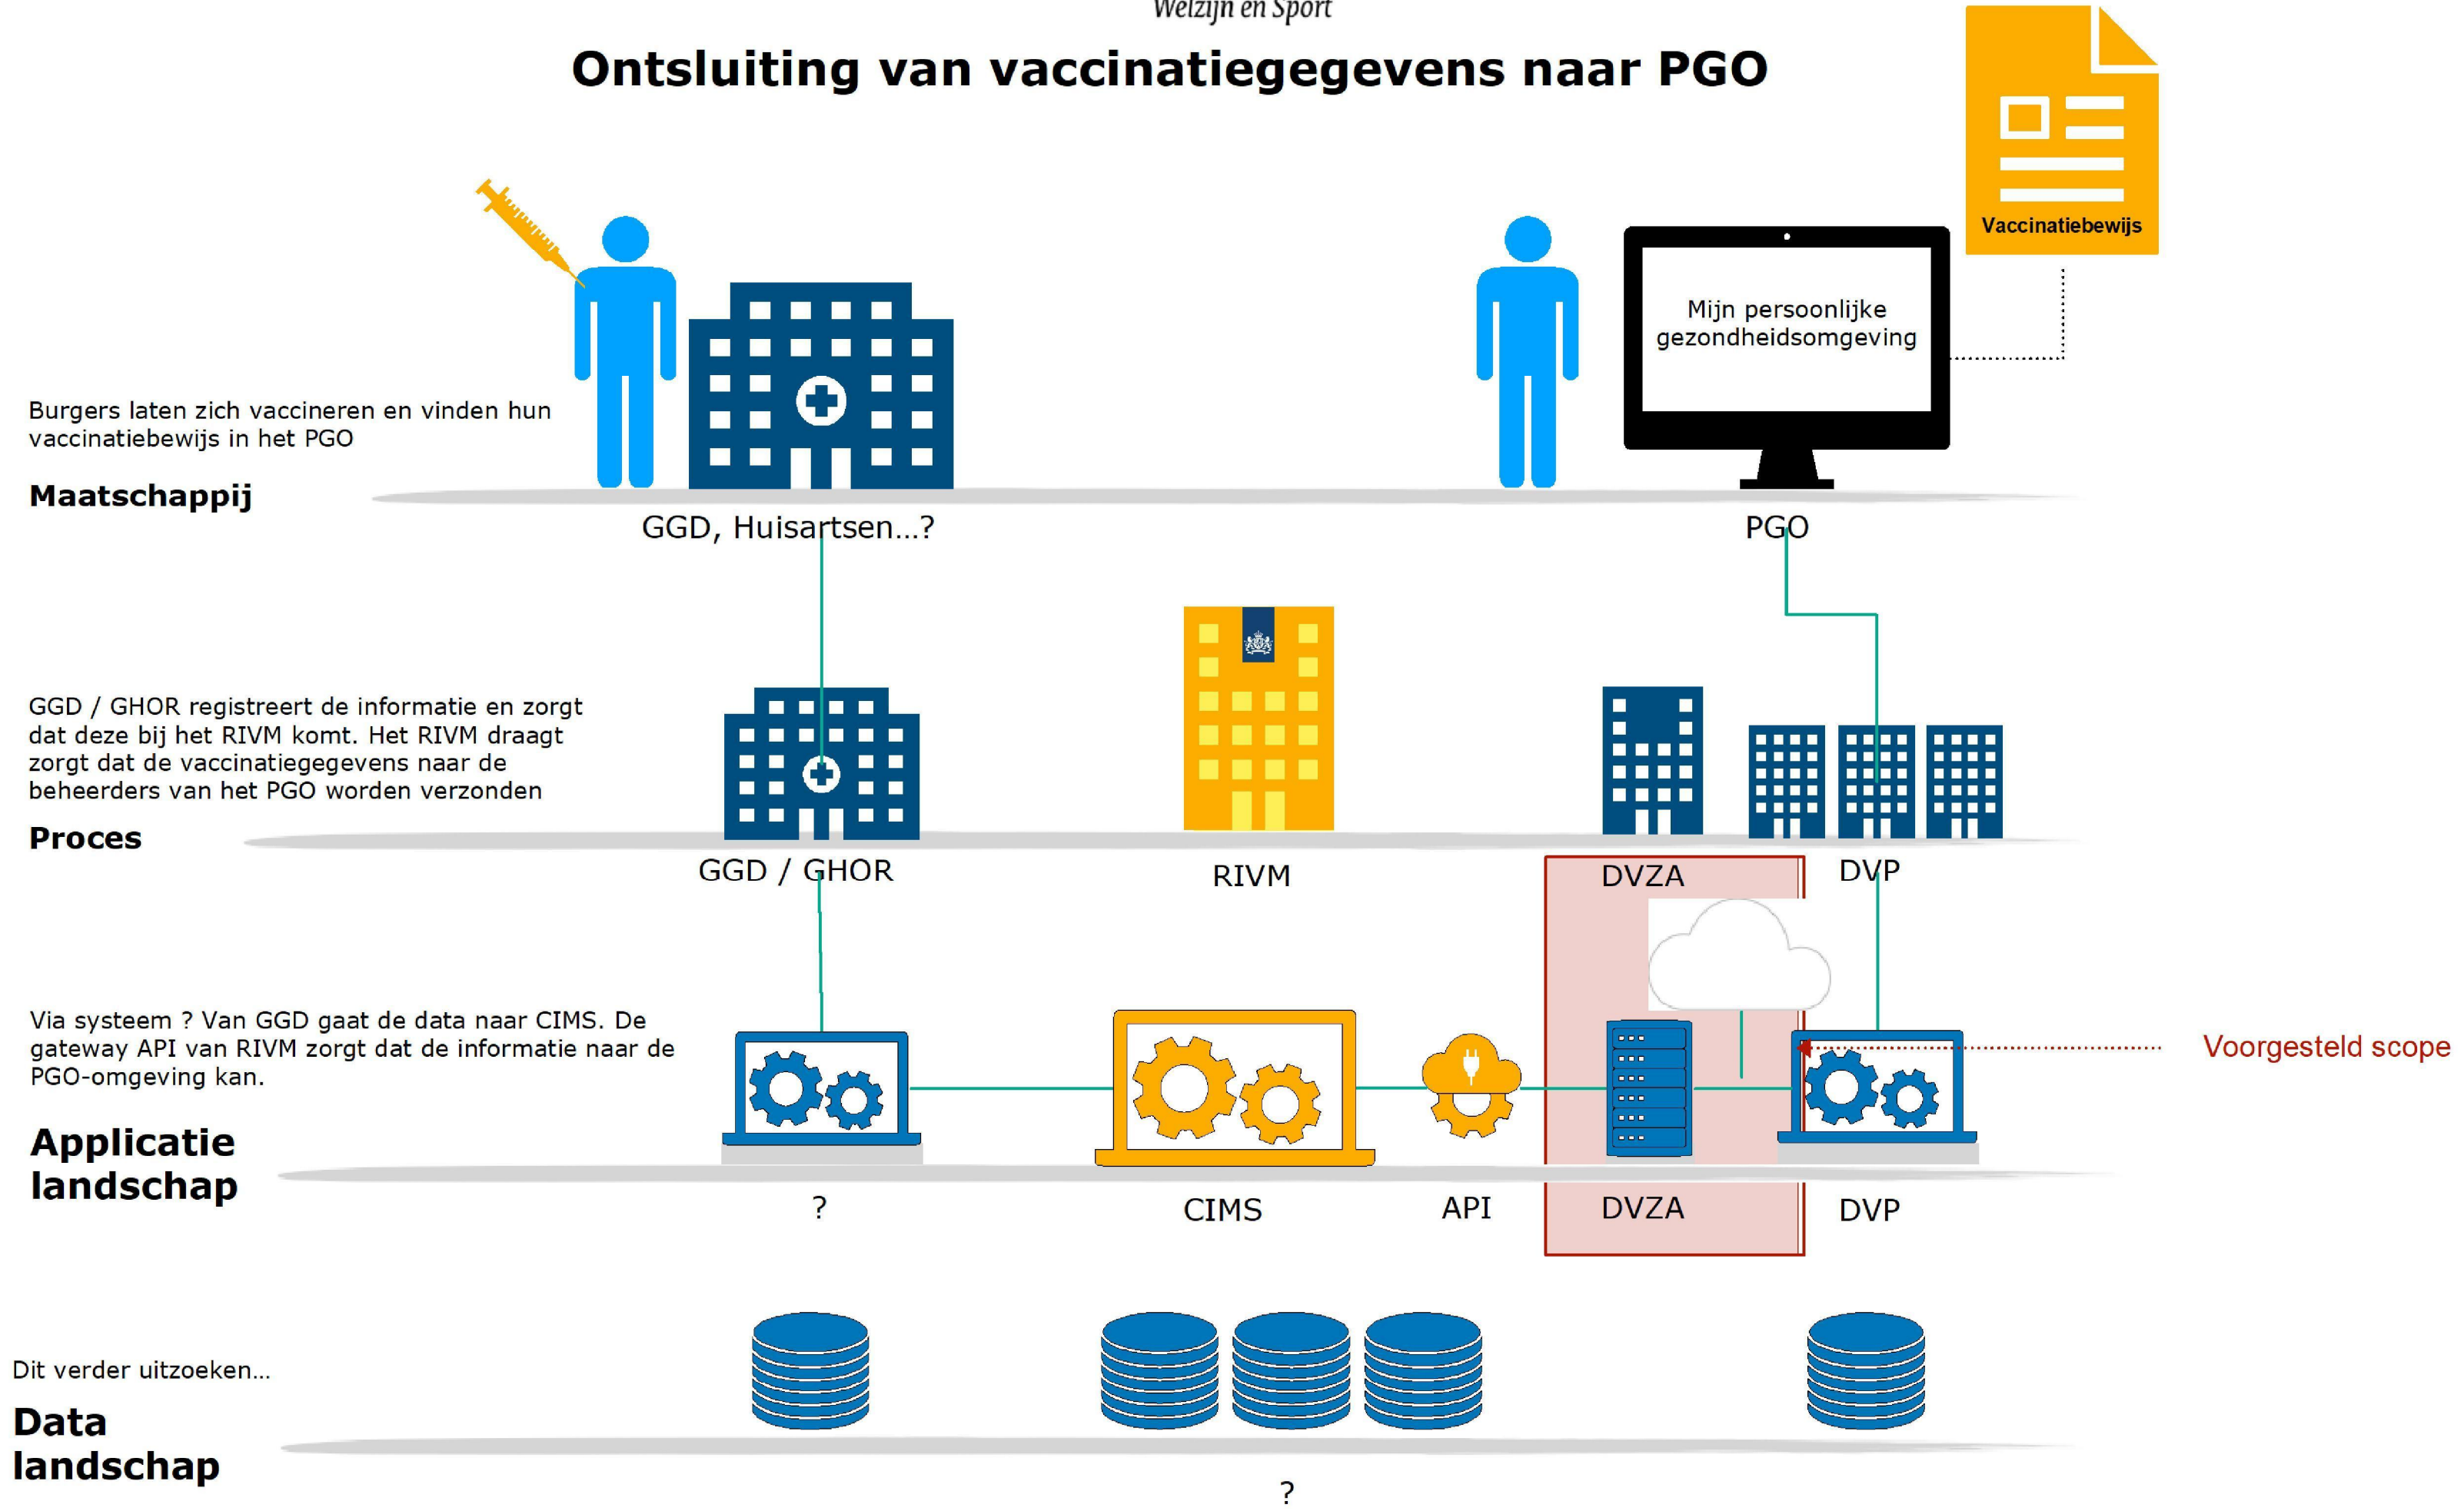 Welzijn en Sport
Ontsluiting van vaccinatiegegevens naar PGO
Vaccinatiebewijs
Mijn persoonlijke
gezondheidsomgeving
Burgers laten zich vaccineren en vinden hun
vaccinatiebewijs in het PGO
Maatschappij
GGD, Huisartsen...?
PGO
GGD / GHOR registreert de informatie en zorgt
dat deze bij het RIVM komt. Het RIVM draagt
zorgt dat de vaccinatiegegevens naar de
beheerders van het PGO worden verzonden
Proces
GGD / GHOR
RIVM
DVZA
DVP
Via systeem ? Van GGD gaat de data naar CIMS. De
gateway API van RIVM zorgt dat de informatie naar de
PGO-omgeving kan.
Voorgesteld scope
Applicatie
landschap
?
CIMS
API
DVZA
DVP
Dit verder uitzoeken...
Data
landschap
?